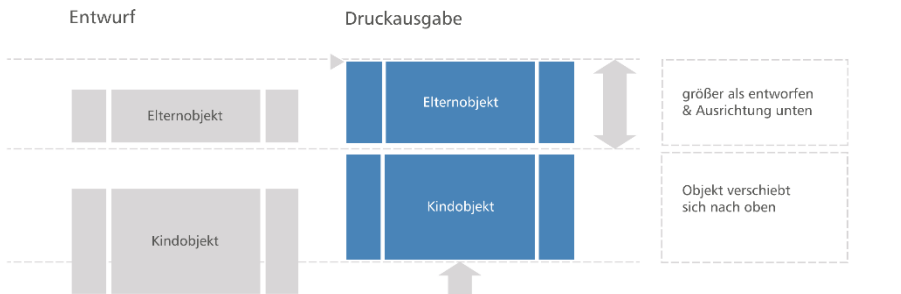 Entwurf
Druckausgabe
Elternobjekt
Elternobjekt
größer als entworfen
& Ausrichtung unten
Kindobjekt
Kindobjekt
Objekt verschiebt
sich nach oben